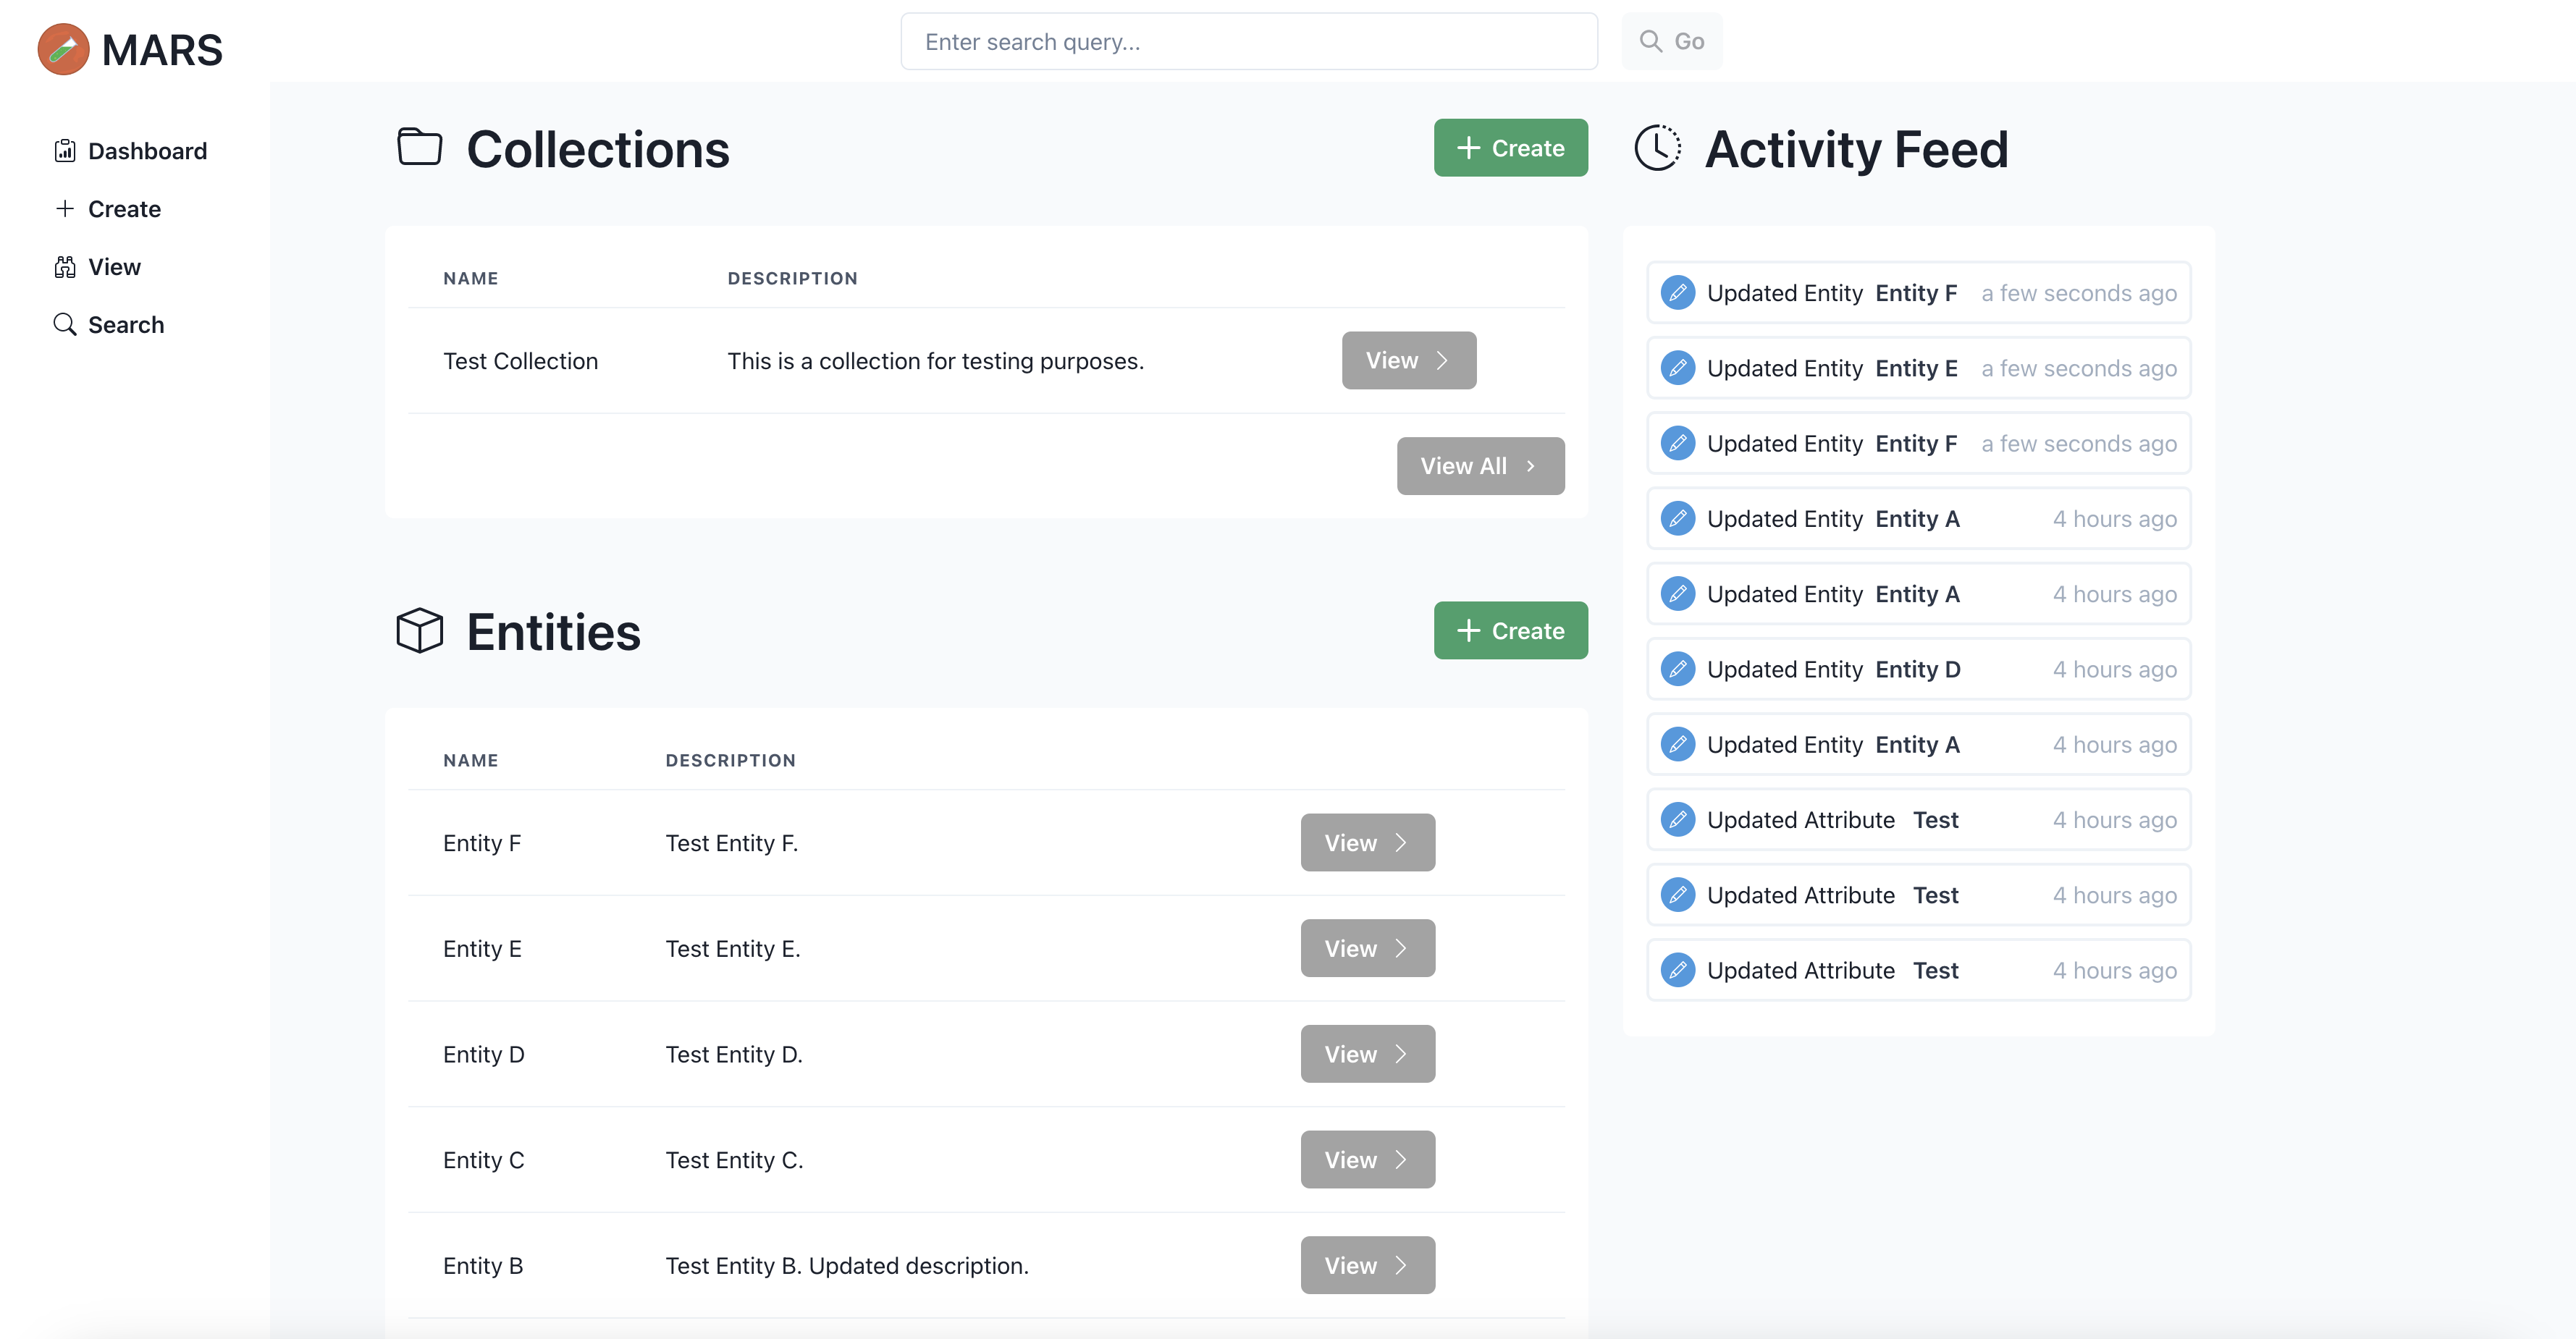 MARS
Enter search query...
Go
Dashboard
Create
View
Search
Collections
Create
NAME DESCRIPTION
Test Collection This is a collection for testing purposes. View
View All
Entities
Create
NAME DESCRIPTION
Entity F Test Entity F. View
Entity E Test Entity E. View
Entity D Test Entity D. View
Entity C Test Entity C. View
Entity B Test Entity B. Updated description. View
Activity Feed
Updated Entity Entity F a few seconds ago
Updated Entity Entity E a few seconds ago
Updated Entity Entity F a few seconds ago
Updated Entity Entity A 4 hours ago
Updated Entity Entity A 4 hours ago
Updated Entity Entity D 4 hours ago
Updated Entity Entity A 4 hours ago
Updated Attribute Test 4 hours ago
Updated Attribute Test 4 hours ago
Updated Attribute Test 4 hours ago